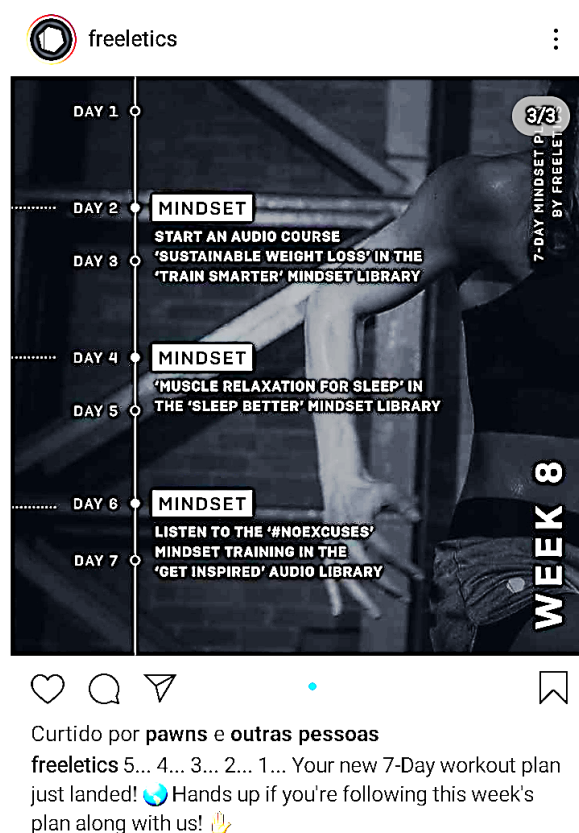 freeletics
3/3
7-DAY MINDSET PL
BY FREELET
DAY 1
DAY 2
MINDSET
START AN AUDIO COURSE
'SUSTAINABLE WEIGHT LOSS' IN THE
DAY 3
'TRAIN SMARTER' MINDSET LIBRARY
DAY 4
MINDSET
'MUSCLE RELAXATION FOR SLEEP' IN
DAY 5
THE 'SLEEP BETTER' MINDSET LIBRARY
DAY 6
MINDSET
LISTEN TO THE '#NOEXCUSES'
MINDSET TRAINING IN THE
DAY 7
'GET INSPIRED' AUDIO LIBRARY
WEEK 8
Curtido por pawns e outras pessoas
freeletics 5... 4... 3... 2... 1... Your new 7-Day workout plan
just landed! 🌎 Hands up if you're following this week's
plan along with us! ✋